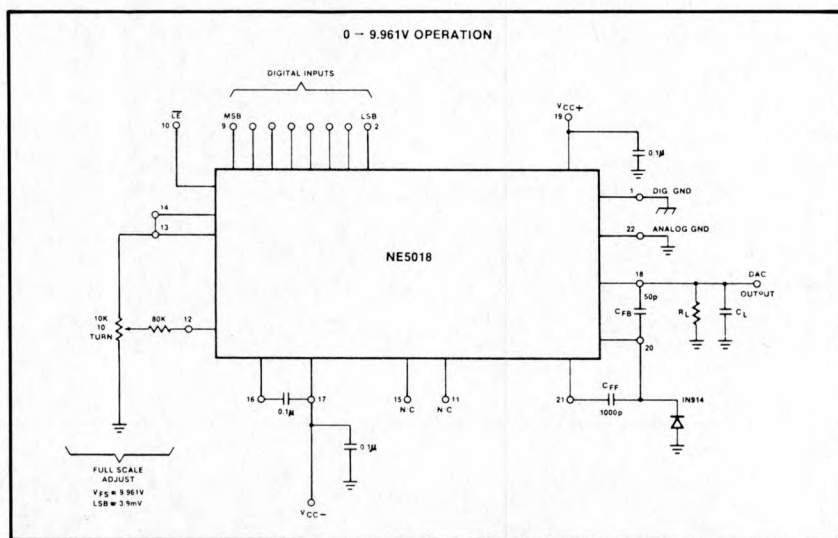 0 – 9.961V OPERATION
DIGITAL INPUTS
LE
10
MSB
9
LSB
2
VCC+
19
0.1μ
1
DIG GND
14
13
22
ANALOG GND
NE5018
18
DAC
OUTOUT
50p
CFB
RL
CL
10K
10
TURN
80K
12
20
16
0.1μ
17
15
N/C
11
N/C
21
CFF
1000p
IN914
0.1μ
FULL SCALE
ADJUST
VFS = 9.961V
LSB = 3.9mV
VCC–